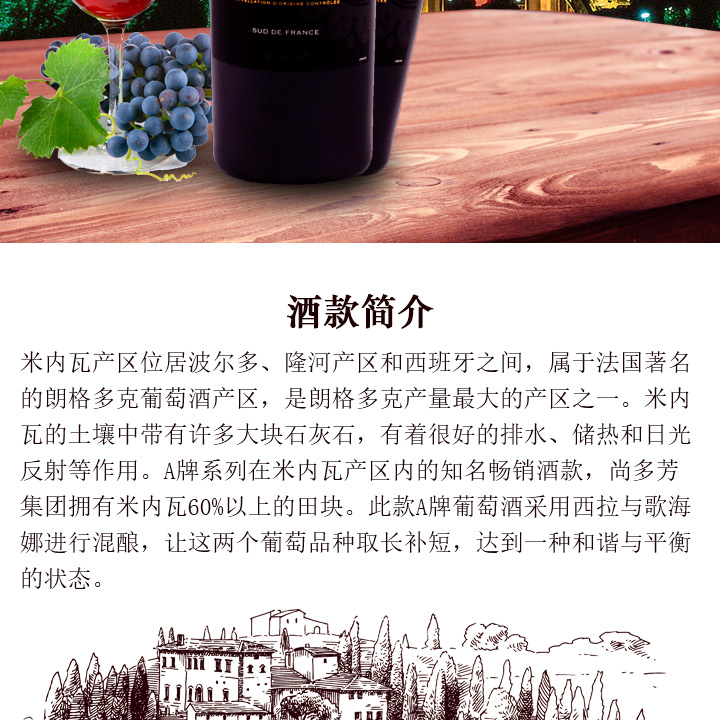 APPELLATION D'ORIGINE CONTRÔLÉE
SUD DE FRANCE
酒款简介
米内瓦产区位居波尔多、隆河产区和西班牙之间，属于法国著名
的朗格多克葡萄酒产区，是朗格多克产量最大的产区之一。米内
瓦的土壤中带有许多大块石灰石，有着很好的排水、储热和日光
反射等作用。A牌系列在米内瓦产区内的知名畅销酒款，尚多芳
集团拥有米内瓦60%以上的田块。此款A牌葡萄酒采用西拉与歌海
娜进行混酿，让这两个葡萄品种取长补短，达到一种和谐与平衡
的状态。